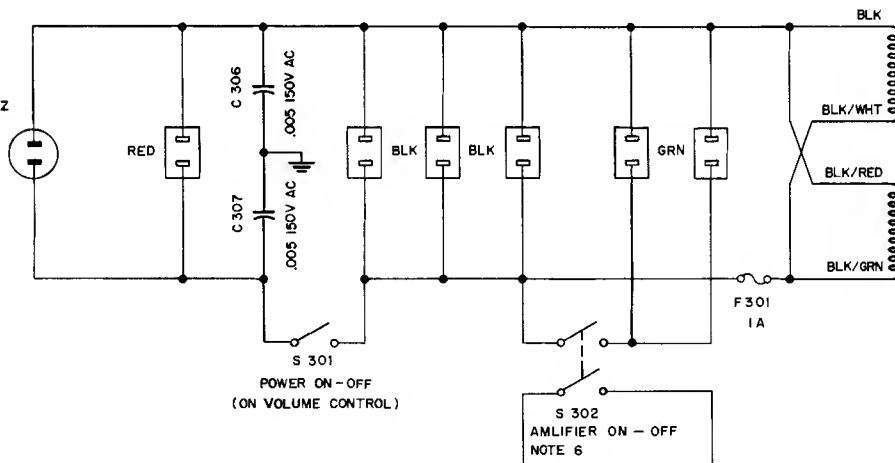 BLK
Z
C 306
.005 150V AC
BLK/WHT
RED
BLK
BLK
GRN
BLK/RED
C 307
.005 150V AC
BLK/GRN
F301
1A
S 301
POWER ON-OFF
(ON VOLUME CONTROL)
S 302
AMLIFIER ON - OFF
NOTE 6